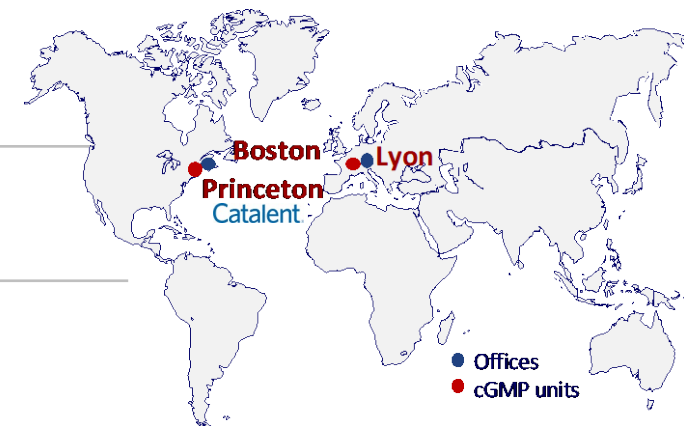 Boston
Lyon
Princeton
Catalent.
Offices
cGMP units